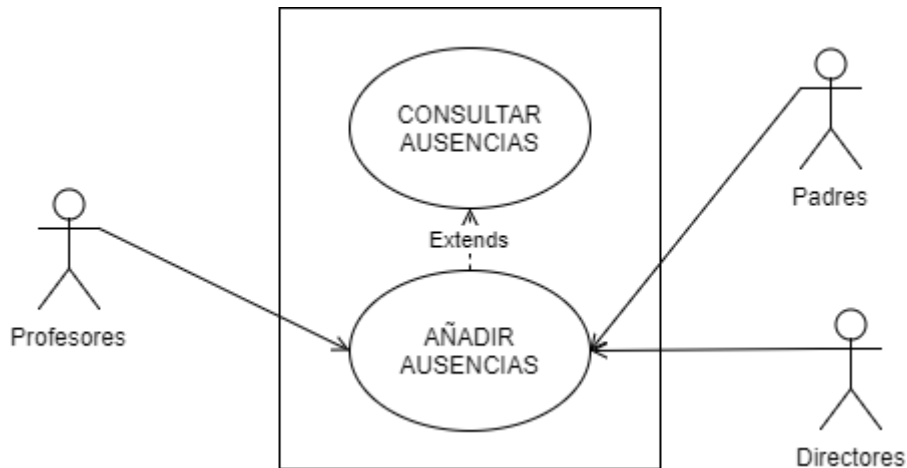 CONSULTAR
AUSENCIAS
Padres
Extends
Profesores
AÑADIR
AUSENCIAS
Directores